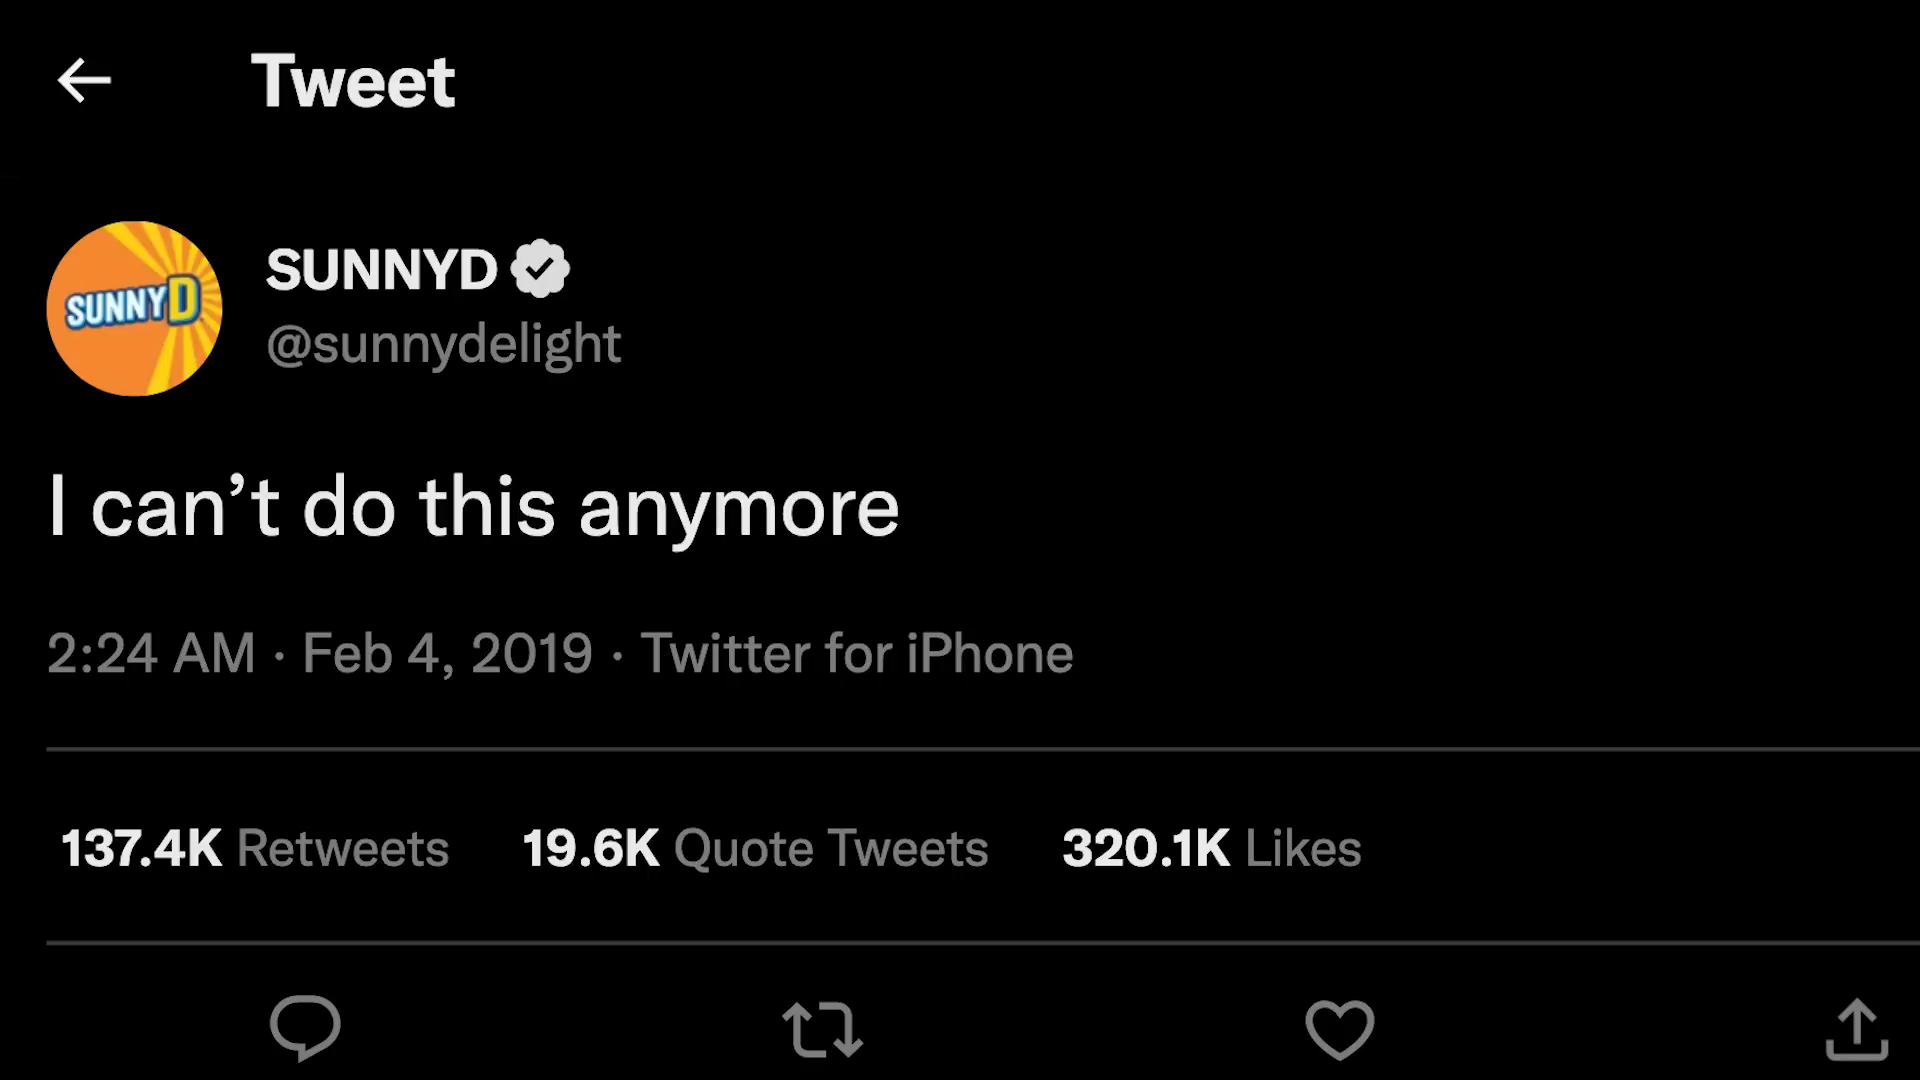 Tweet
SUNNYD
SUNNYD
@sunnydelight
I can’t do this anymore
2:24 AM · Feb 4, 2019 · Twitter for iPhone
137.4K Retweets 19.6K Quote Tweets 320.1K Likes